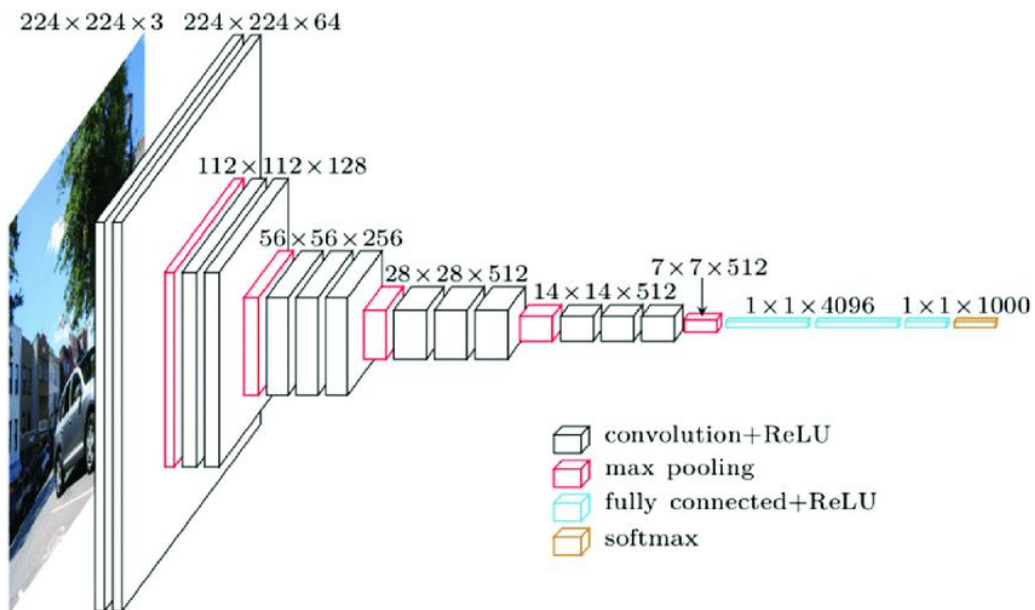 224×224×3
224×224×64
112×112×128
56×56×256
28×28×512
14×14×512
7×7×512
1×1×4096
1×1×1000
convolution+ReLU
max pooling
fully connected+ReLU
softmax